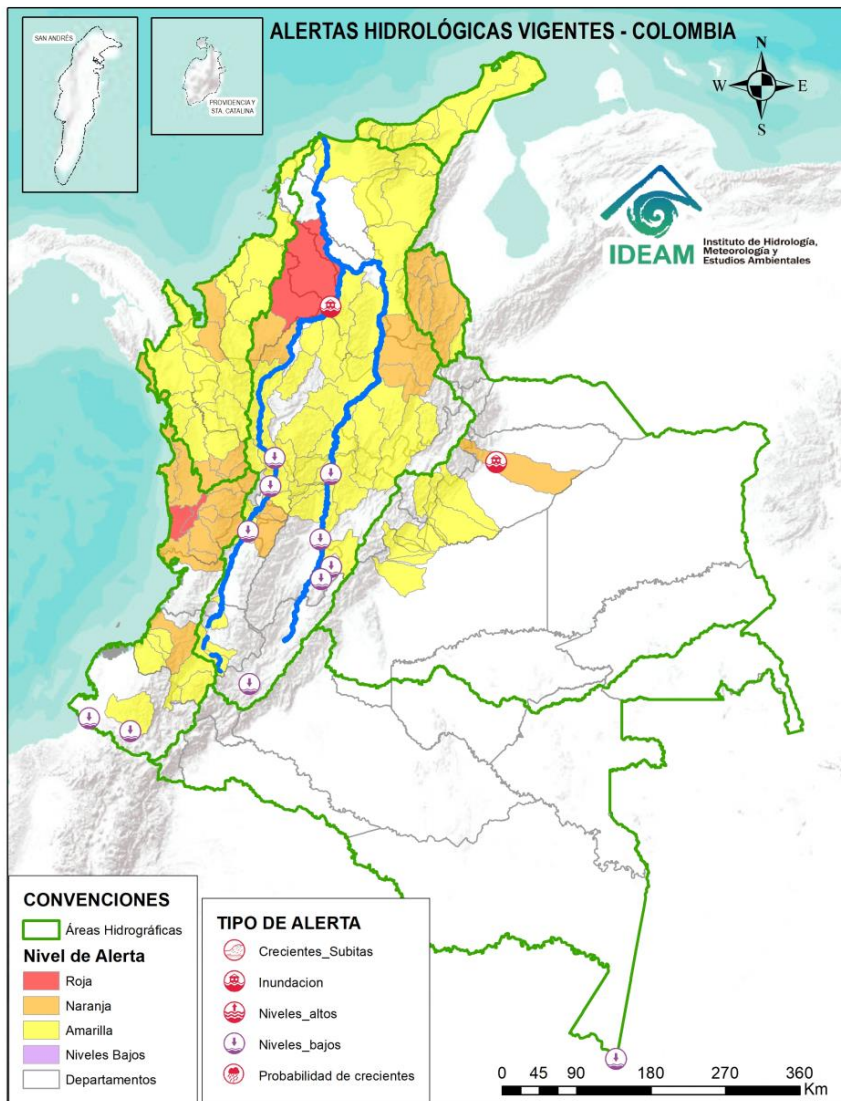 ALERTAS HIDROLÓGICAS VIGENTES - COLOMBIA
SAN ANDRÉS
PROVIDENCIA Y
STA. CATALINA
N
W
E
S
IDEAM
Instituto de Hidrología,
Meteorología y
Estudios Ambientales
CONVENCIONES
Áreas Hidrográficas
Nivel de Alerta
Roja
Naranja
Amarilla
Niveles Bajos
Departamentos
TIPO DE ALERTA
Crecientes_Subitas
Inundacion
Niveles_altos
Niveles_bajos
Probabilidad de crecientes
0 45 90 180 270 360
Km